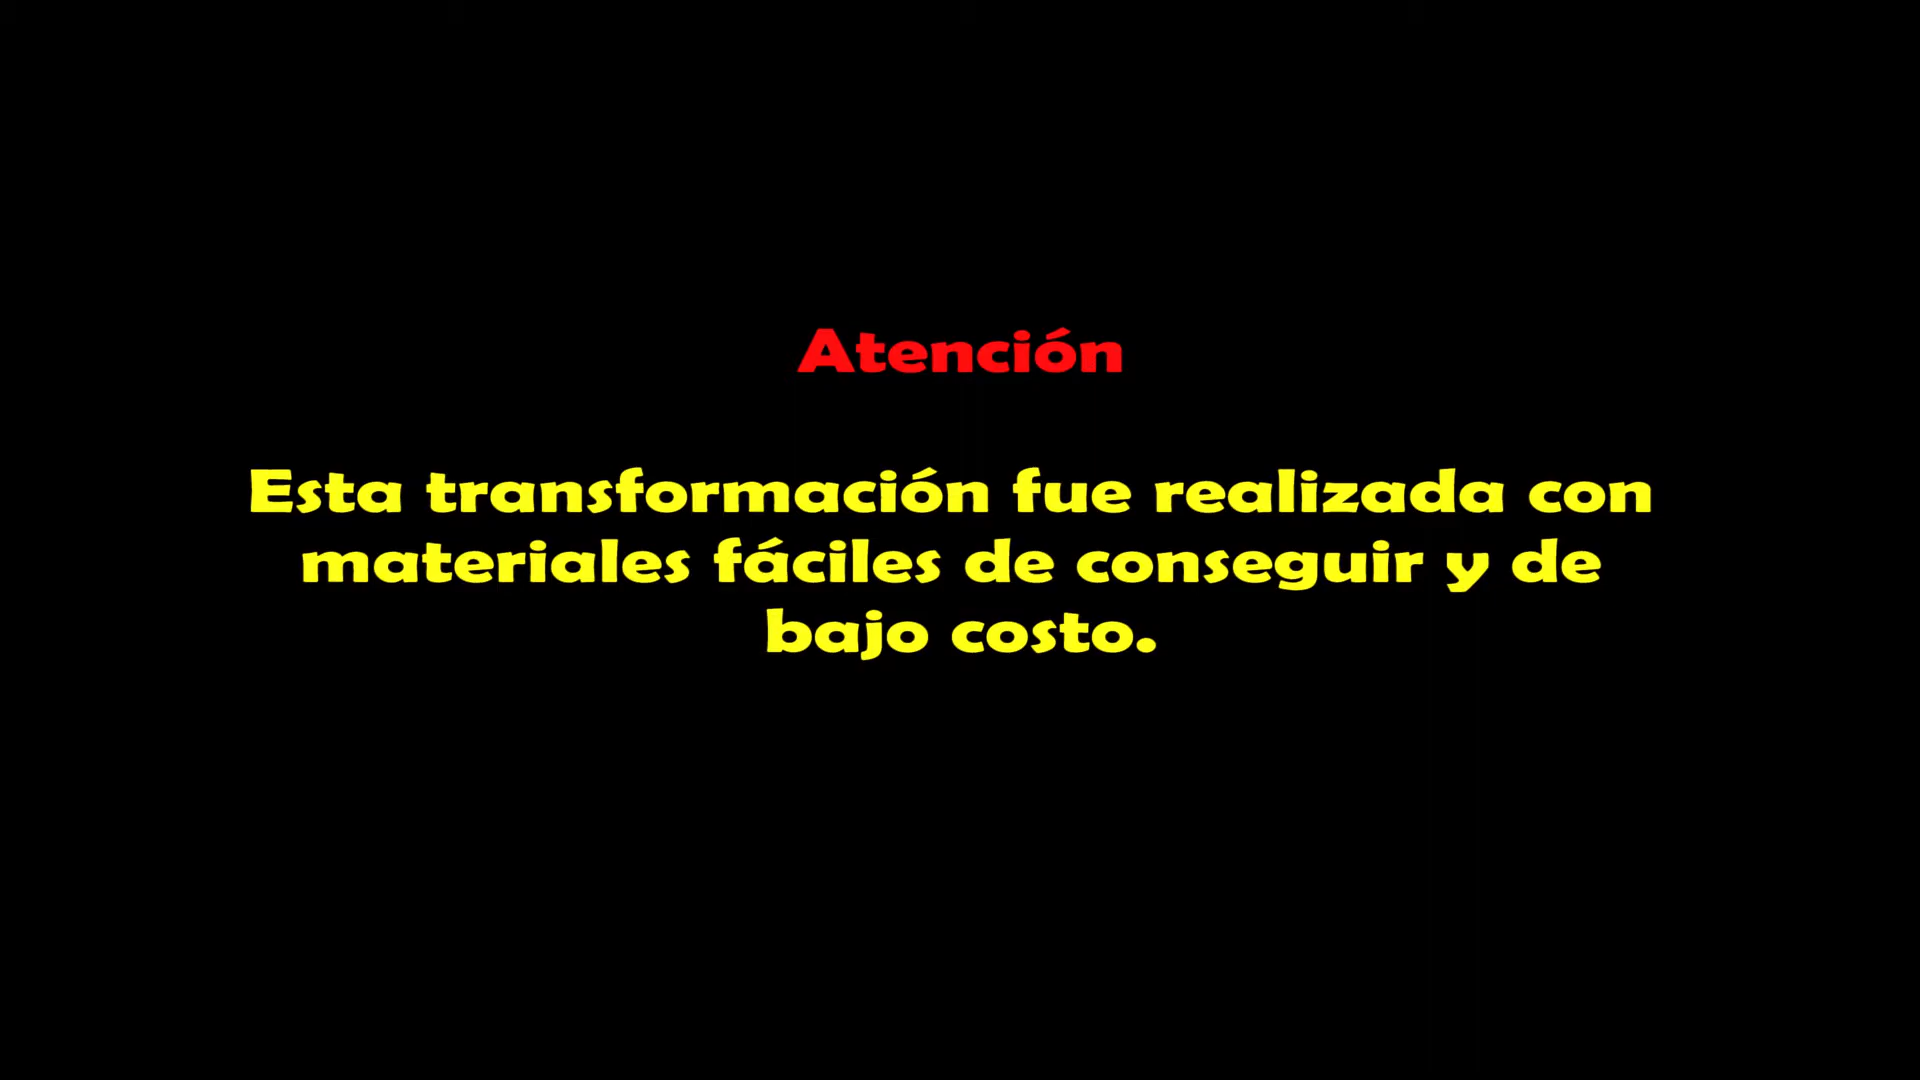 Atención
Esta transformación fue realizada con
materiales fáciles de conseguir y de
bajo costo.